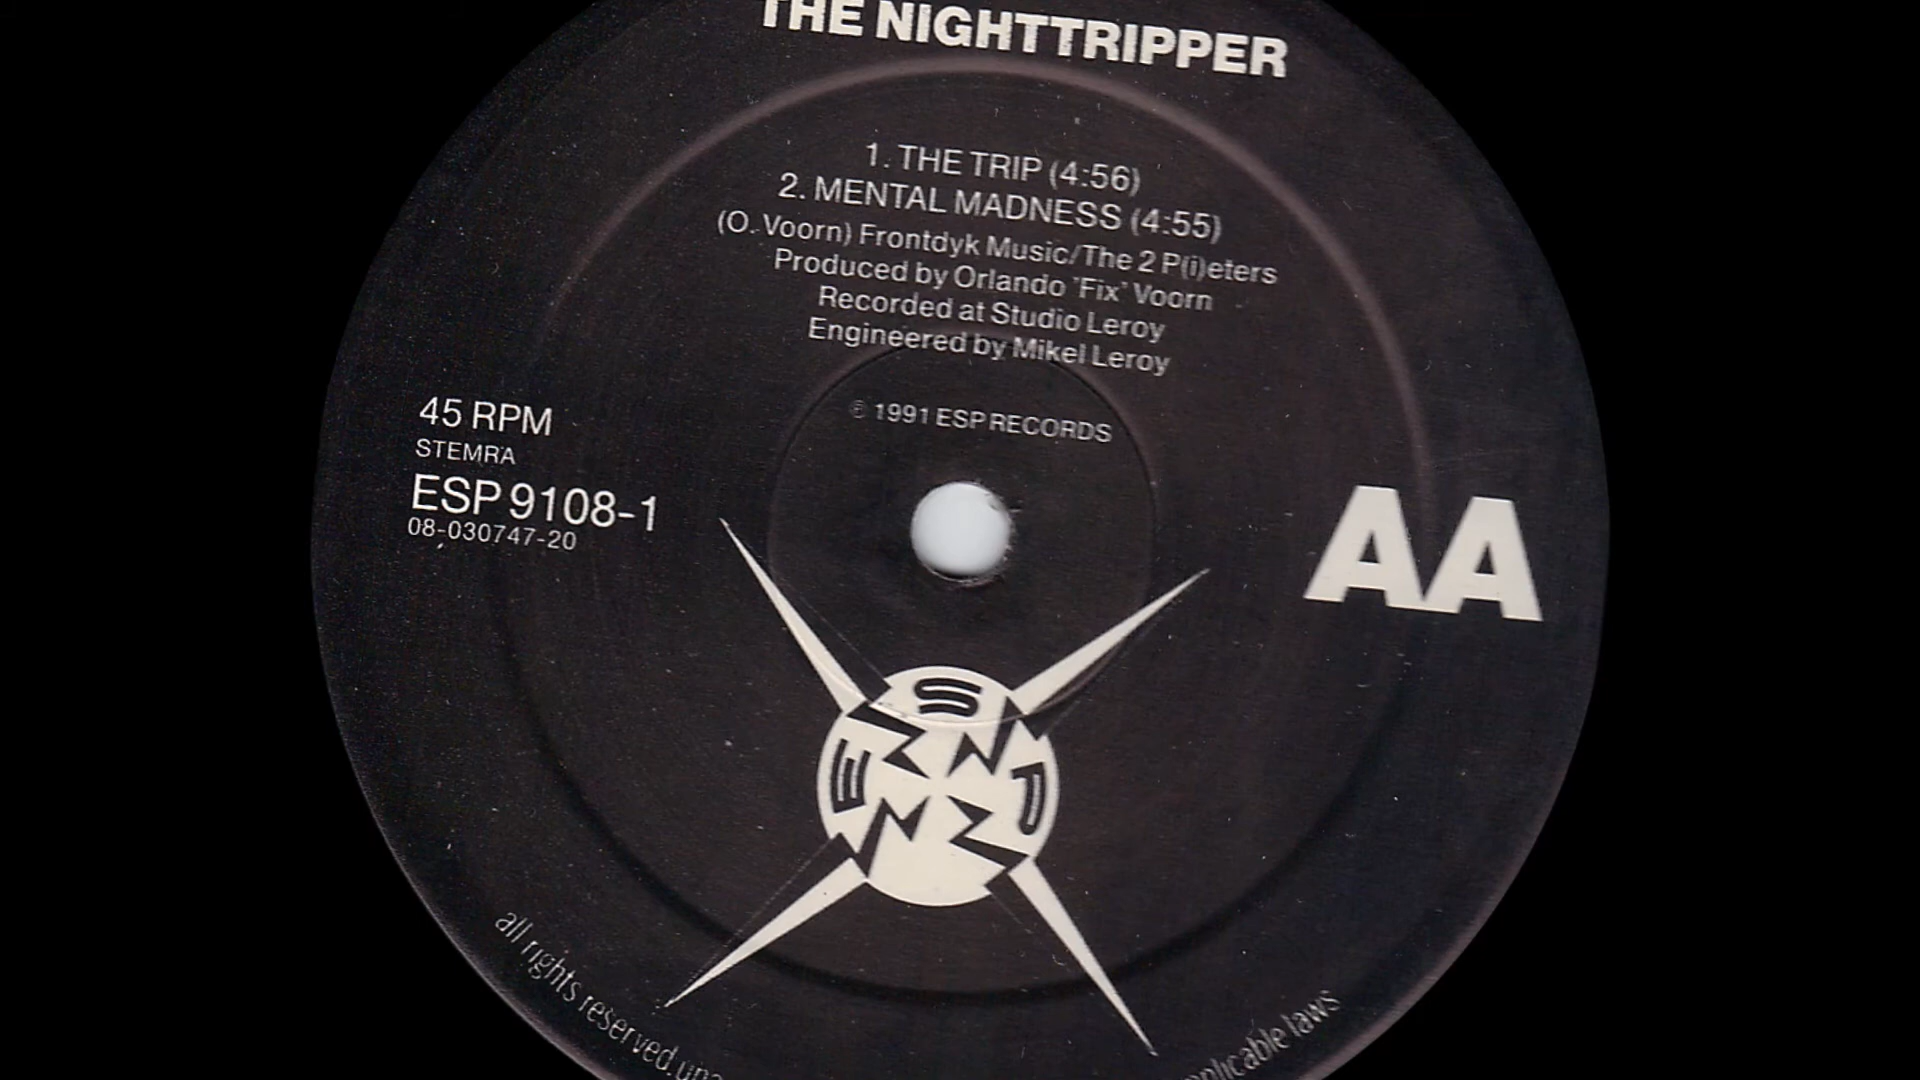 THE NIGHTTRIPPER
1. THE TRIP (4:56)
2. MENTAL MADNESS (4:55)
(O. Voorn) Frontdyk Music/The 2 P(i)eters
Produced by Orlando "Fix" Voorn
Recorded at Studio Leroy
Engineered by Mikel Leroy
℗ 1991 ESP RECORDS
45 RPM
STEMRA
ESP 9108-1
08-030747-20
AA
E S P
all rights reserved.
applicable laws